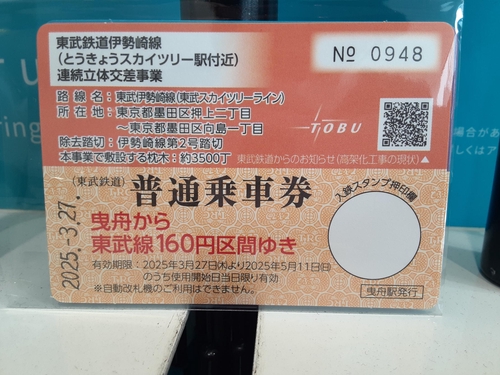 東武鉄道伊勢崎線
(とうきょうスカイツリー駅付近)
連続立体交差事業
No 0948
路線名:東武伊勢崎線(東武スカイツリーライン)
所在地:東京都墨田区押上二丁目
～東京都墨田区向島一丁目
除去踏切:伊勢崎線第2号踏切
本事業で敷設する枕木:約3500丁
TOBU
東武鉄道からのお知らせ(高架化工事の現状)▲
(東武鉄道)
普通乗車券
入鋏スタンプ押印欄
曳舟から
東武線160円区間ゆき
2025.-3.27.
有効期限:2025年3月27日(木)より2025年5月11日(日)
のうち使用開始日当日限り有効
※自動改札機のご利用はできません。
曳舟駅発行
場合があ